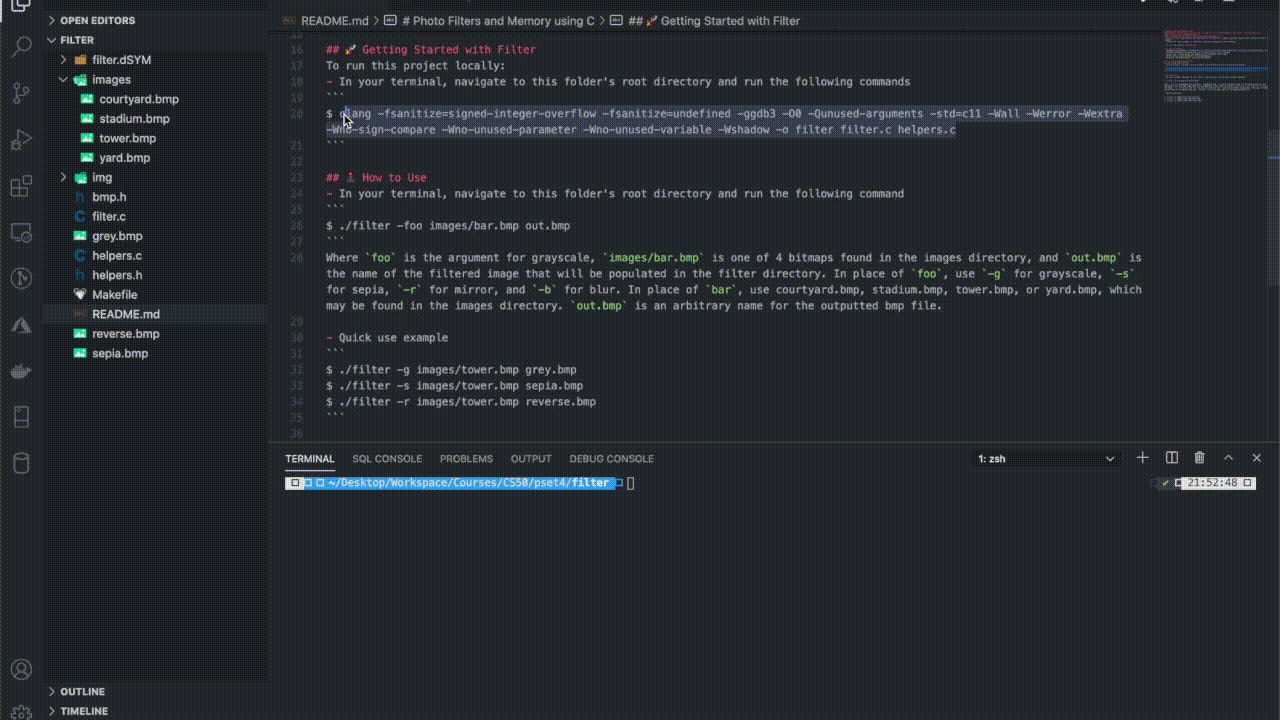 OPEN EDITORS
FILTER
filter.dSYM
images
courtyard.bmp
stadium.bmp
tower.bmp
yard.bmp
img
bmp.h
filter.c
grey.bmp
helpers.c
helpers.h
Makefile
README.md
reverse.bmp
sepia.bmp
OUTLINE
TIMELINE
README.md > # Photo Filters and Memory using C > ## 🚀 Getting Started with Filter
15
16 ## 🚀 Getting Started with Filter
17 To run this project locally:
18 - In your terminal, navigate to this folder's root directory and run the following commands
19 ```
20 $ clang -fsanitize=signed-integer-overflow -fsanitize=undefined -ggdb3 -O0 -Qunused-arguments -std=c11 -Wall -Werror -Wextra
-Wno-sign-compare -Wno-unused-parameter -Wno-unused-variable -Wshadow -o filter filter.c helpers.c
21 ```
22
23 ## How to Use
24 - In your terminal, navigate to this folder's root directory and run the following command
25 ```
26 $ ./filter -foo images/bar.bmp out.bmp
27 ```
28 Where `foo` is the argument for grayscale, `images/bar.bmp` is one of 4 bitmaps found in the images directory, and `out.bmp` is
the name of the filtered image that will be populated in the filter directory. In place of `foo`, use `-g` for grayscale, `-s`
for sepia, `-r` for mirror, and `-b` for blur. In place of `bar`, use courtyard.bmp, stadium.bmp, tower.bmp, or yard.bmp, which
may be found in the images directory. `out.bmp` is an arbitrary name for the outputted bmp file.
29
30 - Quick use example
31 ```
32 $ ./filter -g images/tower.bmp grey.bmp
33 $ ./filter -s images/tower.bmp sepia.bmp
34 $ ./filter -r images/tower.bmp reverse.bmp
35 ```
36
TERMINAL SQL CONSOLE PROBLEMS OUTPUT DEBUG CONSOLE 1: zsh
~/Desktop/Workspace/Courses/CS50/pset4/filter ✔ 21:52:48